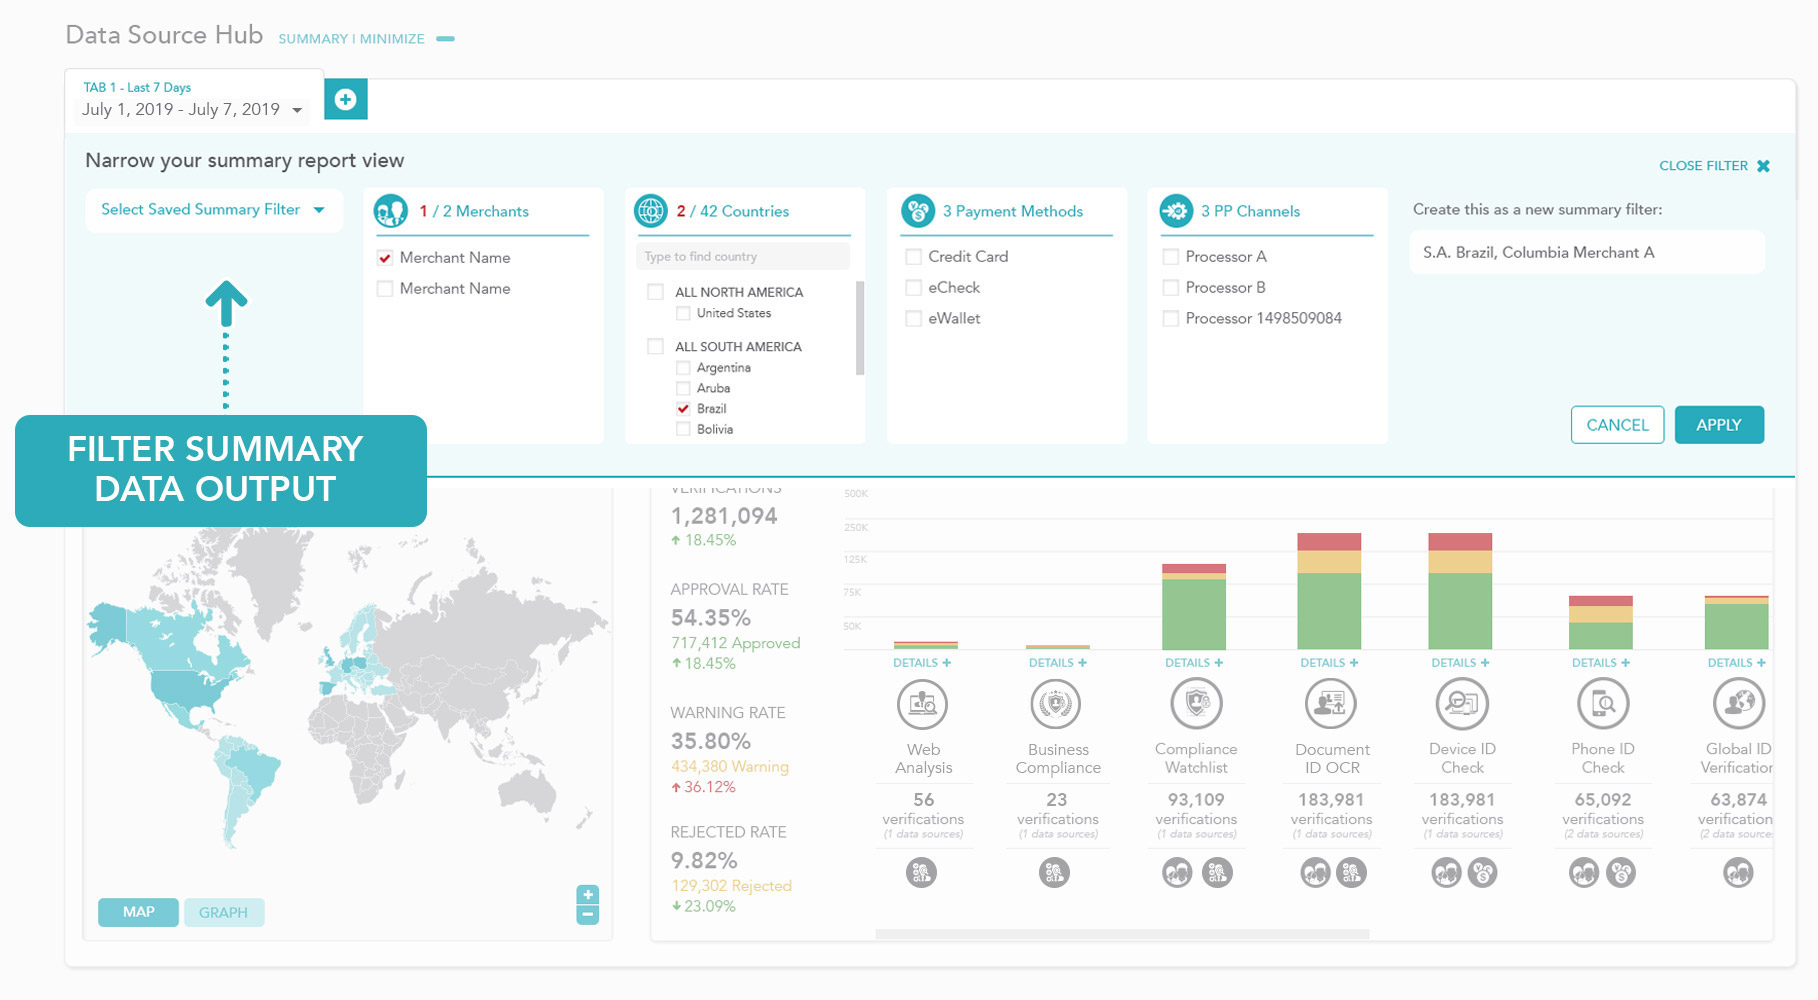 Data Source Hub SUMMARY | MINIMIZE
TAB 1 - Last 7 Days
July 1, 2019 - July 7, 2019
Narrow your summary report view
CLOSE FILTER
Select Saved Summary Filter
1 / 2 Merchants
Merchant Name
Merchant Name
2 / 42 Countries
Type to find country
ALL NORTH AMERICA
United States
ALL SOUTH AMERICA
Argentina
Aruba
Brazil
Bolivia
3 Payment Methods
Credit Card
eCheck
eWallet
3 PP Channels
Processor A
Processor B
Processor 1498509084
Create this as a new summary filter:
S.A. Brazil, Columbia Merchant A
CANCEL
APPLY
FILTER SUMMARY
DATA OUTPUT
MAP
GRAPH
VERIFICATIONS
1,281,094
18.45%
APPROVAL RATE
54.35%
717,412 Approved
18.45%
WARNING RATE
35.80%
434,380 Warning
36.12%
REJECTED RATE
9.82%
129,302 Rejected
23.09%
500K
250K
125K
75K
50K
DETAILS +
Web
Analysis
56
verifications
(1 data sources)
DETAILS +
Business
Compliance
23
verifications
(1 data sources)
DETAILS +
Compliance
Watchlist
93,109
verifications
(1 data sources)
DETAILS +
Document
ID OCR
183,981
verifications
(1 data sources)
DETAILS +
Device ID
Check
183,981
verifications
(1 data sources)
DETAILS +
Phone ID
Check
65,092
verifications
(2 data sources)
DETAILS +
Global ID
Verification
63,874
verification
(2 data source